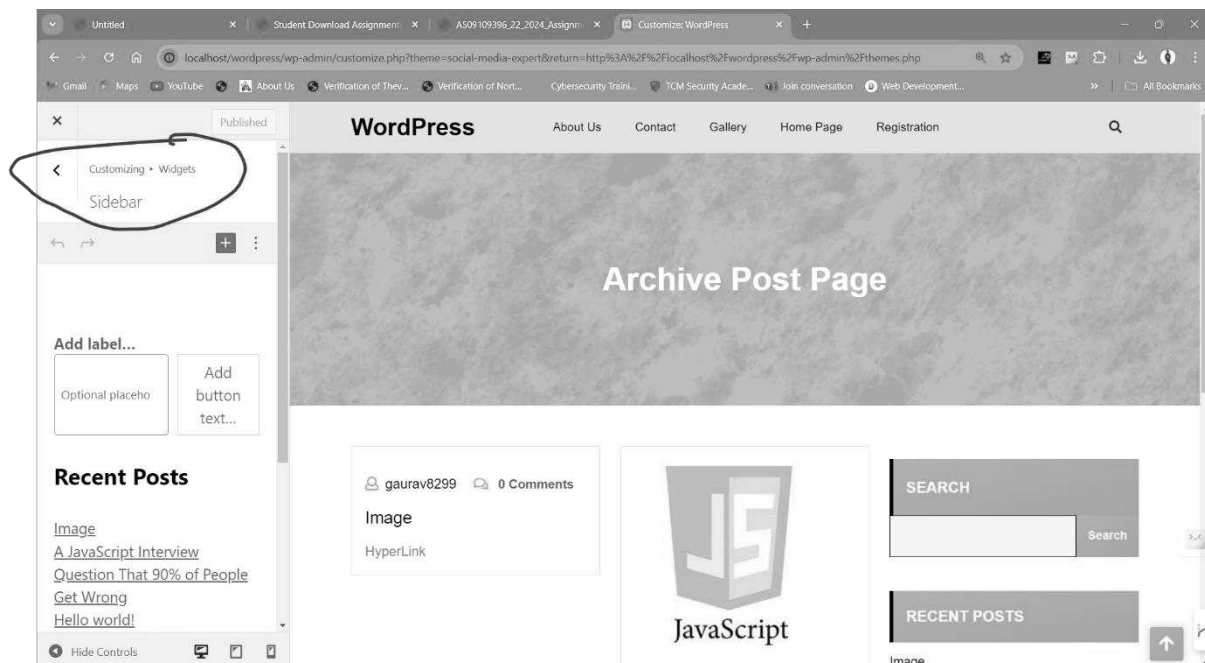 Untitled
Student Download Assignment
A509109396_22_2024_Assignm
Customize: WordPress
localhost/wordpress/wp-admin/customize.php?theme=social-media-expert&return=http%3A%2F%2Flocalhost%2Fwordpress%2Fwp-admin%2Fthemes.php
Gmail Maps YouTube About Us Verification of Thev... Verification of Nort... Cybersecurity Traini... TCM Security Acade... Join conversation Web Development... » All Bookmarks
Published
Customizing • Widgets
Sidebar
Add label...
Optional placeho
Add
button
text...
Recent Posts
Image
A JavaScript Interview
Question That 90% of People
Get Wrong
Hello world!
Hide Controls
WordPress About Us Contact Gallery Home Page Registration
Archive Post Page
gaurav8299 0 Comments
Image
HyperLink
JS
JavaScript
SEARCH
Search
RECENT POSTS
Image